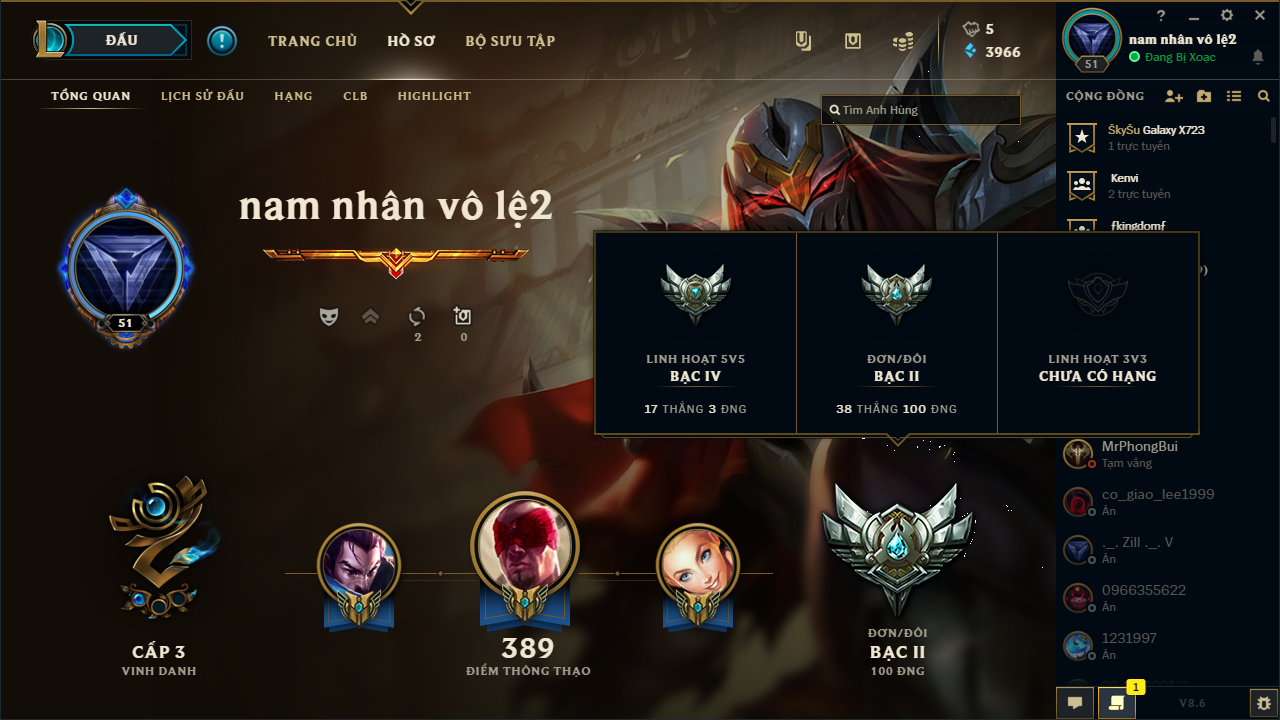 ĐẤU
TRANG CHỦ
HỒ SƠ
BỘ SƯU TẬP
5
3966
?
nam nhân vô lệ2
Đang Bị Xoạc
51
TỔNG QUAN
LỊCH SỬ ĐẤU
HẠNG
CLB
HIGHLIGHT
Tìm Anh Hùng
CỘNG ĐỒNG
ŠkyŠu Galaxy X723
1 trực tuyến
Kenvi
2 trực tuyến
fkingdomf
nam nhân vô lệ2
51
2
0
LINH HOẠT 5V5
BẠC IV
17 THẮNG 3 ĐNG
ĐƠN/ĐÔI
BẠC II
38 THẮNG 100 ĐNG
LINH HOẠT 3V3
CHƯA CÓ HẠNG
MrPhongBui
Tạm vắng
co_giao_lee1999
Ẩn
._. Zill ._. V
Ẩn
0966355622
Ẩn
1231997
Ẩn
CẤP 3
VINH DANH
389
ĐIỂM THÔNG THẠO
ĐƠN/ĐÔI
BẠC II
100 ĐNG
1
V8.6